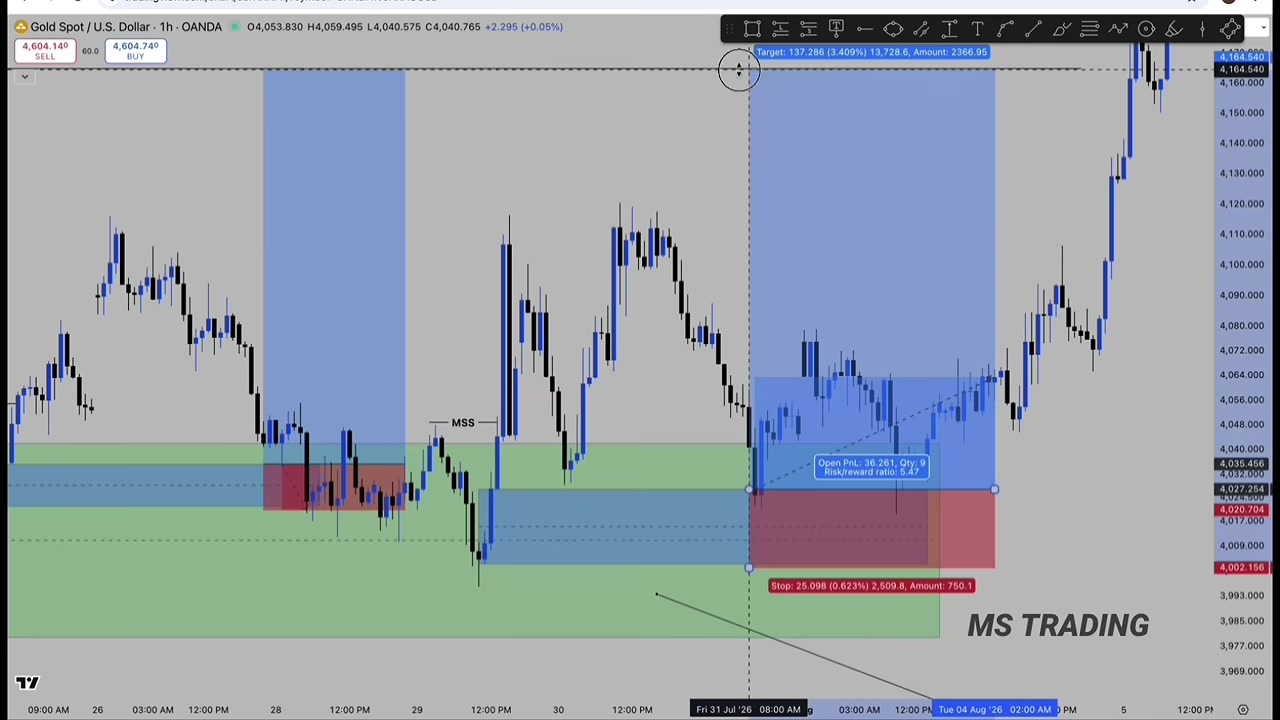 Gold Spot / U.S. Dollar · 1h · OANDA O4,053.830 H4,059.495 L4,040.575 C4,040.765 +2.295 (+0.05%)
4,604.140 SELL 60.0 4,604.740 BUY
Target: 137.286 (3.409%) 13,728.6, Amount: 2366.95
4,164.540
4,164.540
4,160.000
4,150.000
4,140.000
4,130.000
4,120.000
4,110.000
4,100.000
4,090.000
4,080.000
4,072.000
4,064.000
4,056.000
4,048.000
4,040.000
4,035.456
4,027.254
4,020.704
4,017.000
4,009.000
4,002.156
3,993.000
3,985.000
3,977.000
3,969.000
MSS
Open PnL: 36.261, Qty: 9
Risk/reward ratio: 5.47
Stop: 25.098 (0.623%) 2,509.8, Amount: 750.1
MS TRADING
09:00 AM 26 03:00 AM 12:00 PM 28 12:00 PM 29 12:00 PM 30 12:00 PM Fri 31 Jul '26 08:00 AM 03:00 AM 12:00 PM Tue 04 Aug '26 02:00 AM 5 12:00 PM